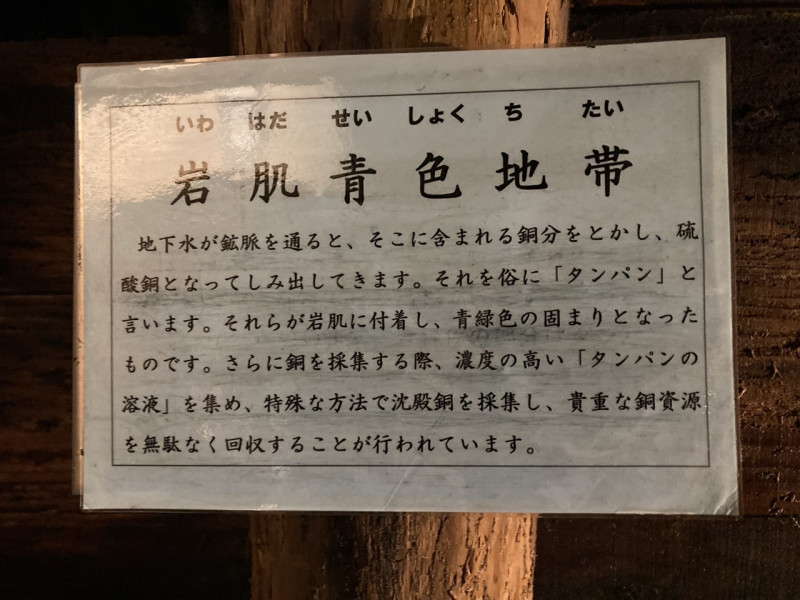 いわ はだ せい しょく ち たい
岩肌青色地帯
地下水が鉱脈を通ると、そこに含まれる銅分をとかし、硫
酸銅となってしみ出してきます。それを俗に「タンパン」と
言います。それらが岩肌に付着し、青緑色の固まりとなった
ものです。さらに銅を採集する際、濃度の高い「タンパンの
溶液」を集め、特殊な方法で沈殿銅を採集し、貴重な銅資源
を無駄なく回収することが行われています。